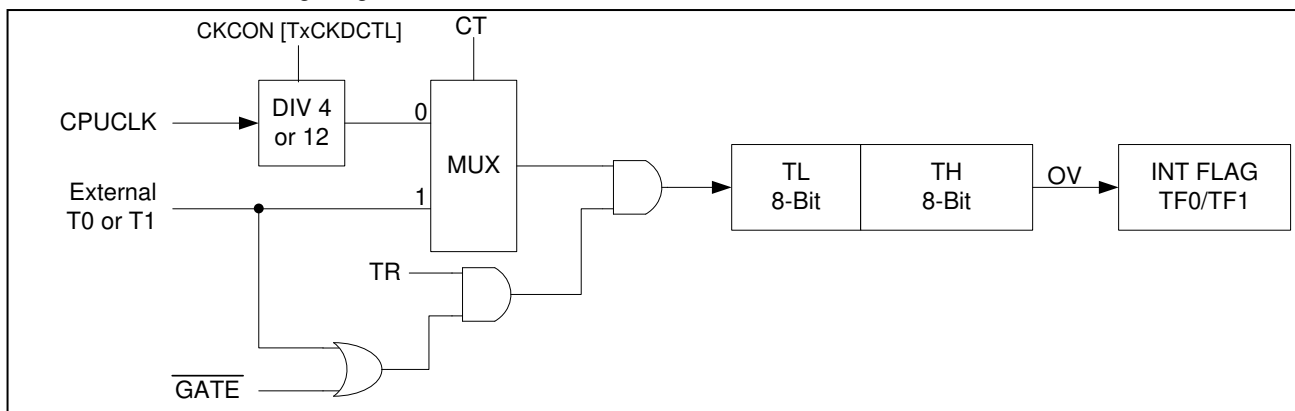 CKCON [TxCKDCTL]
CT
CPUCLK
DIV 4
or 12
0
MUX
External
T0 or T1
1
TL
8-Bit
TH
8-Bit
OV
INT FLAG
TF0/TF1
TR
GATE